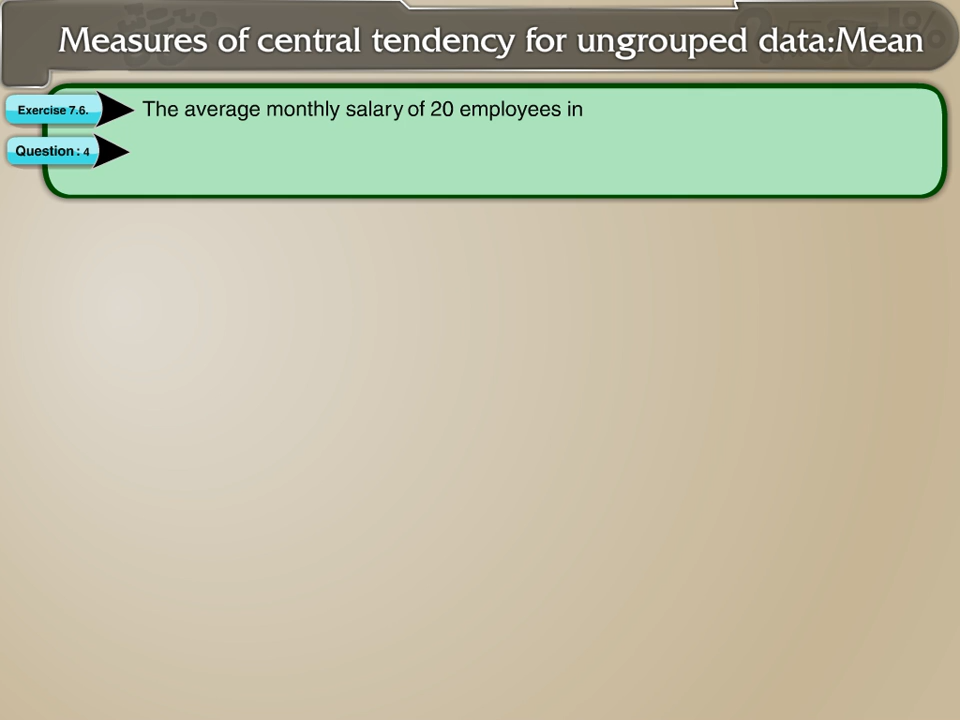 Measures of central tendency for ungrouped data:Mean
Exercise 7.6.
The average monthly salary of 20 employees in
Question : 4